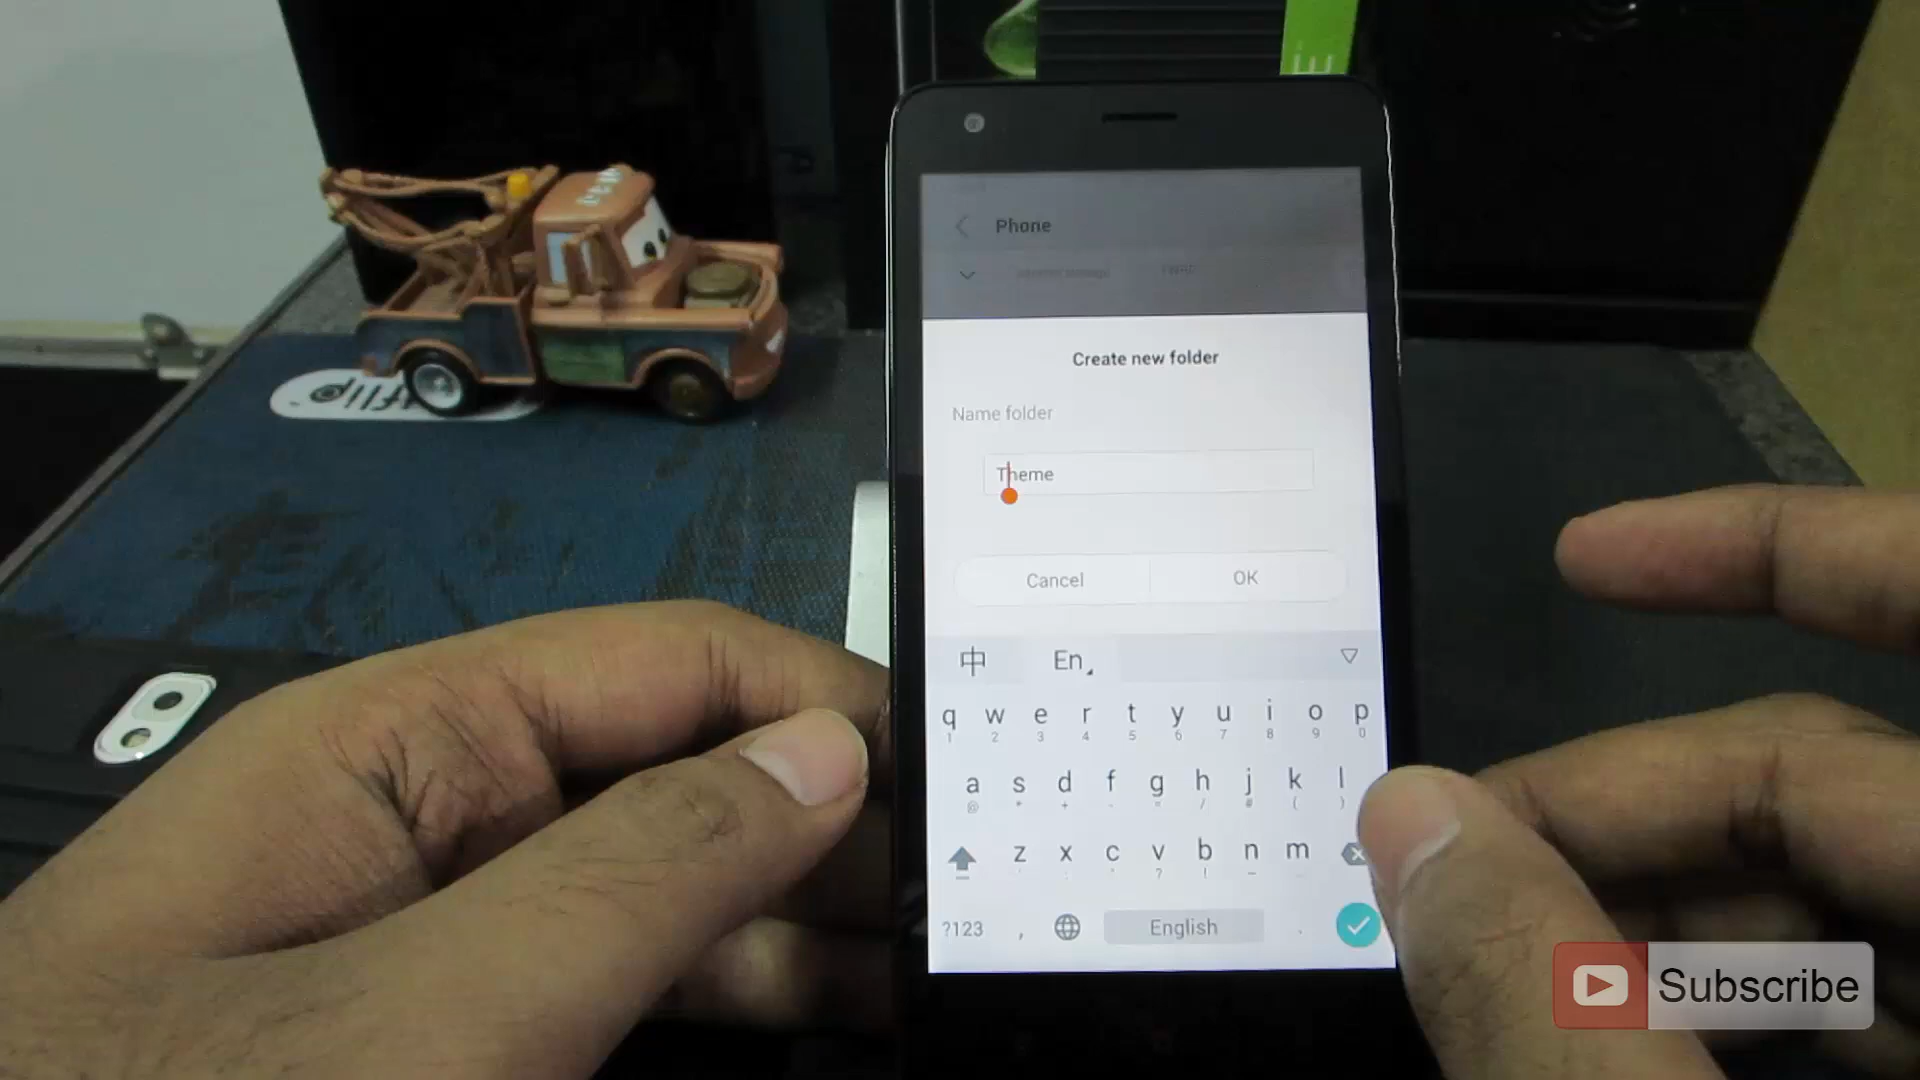 Phone
Create new folder
Name folder
Theme
Cancel
OK
中
En
q w e r t y u i o p
1 2 3 4 5 6 7 8 9 0
a s d f g h j k l
z x c v b n m
?123 , English .
Subscribe